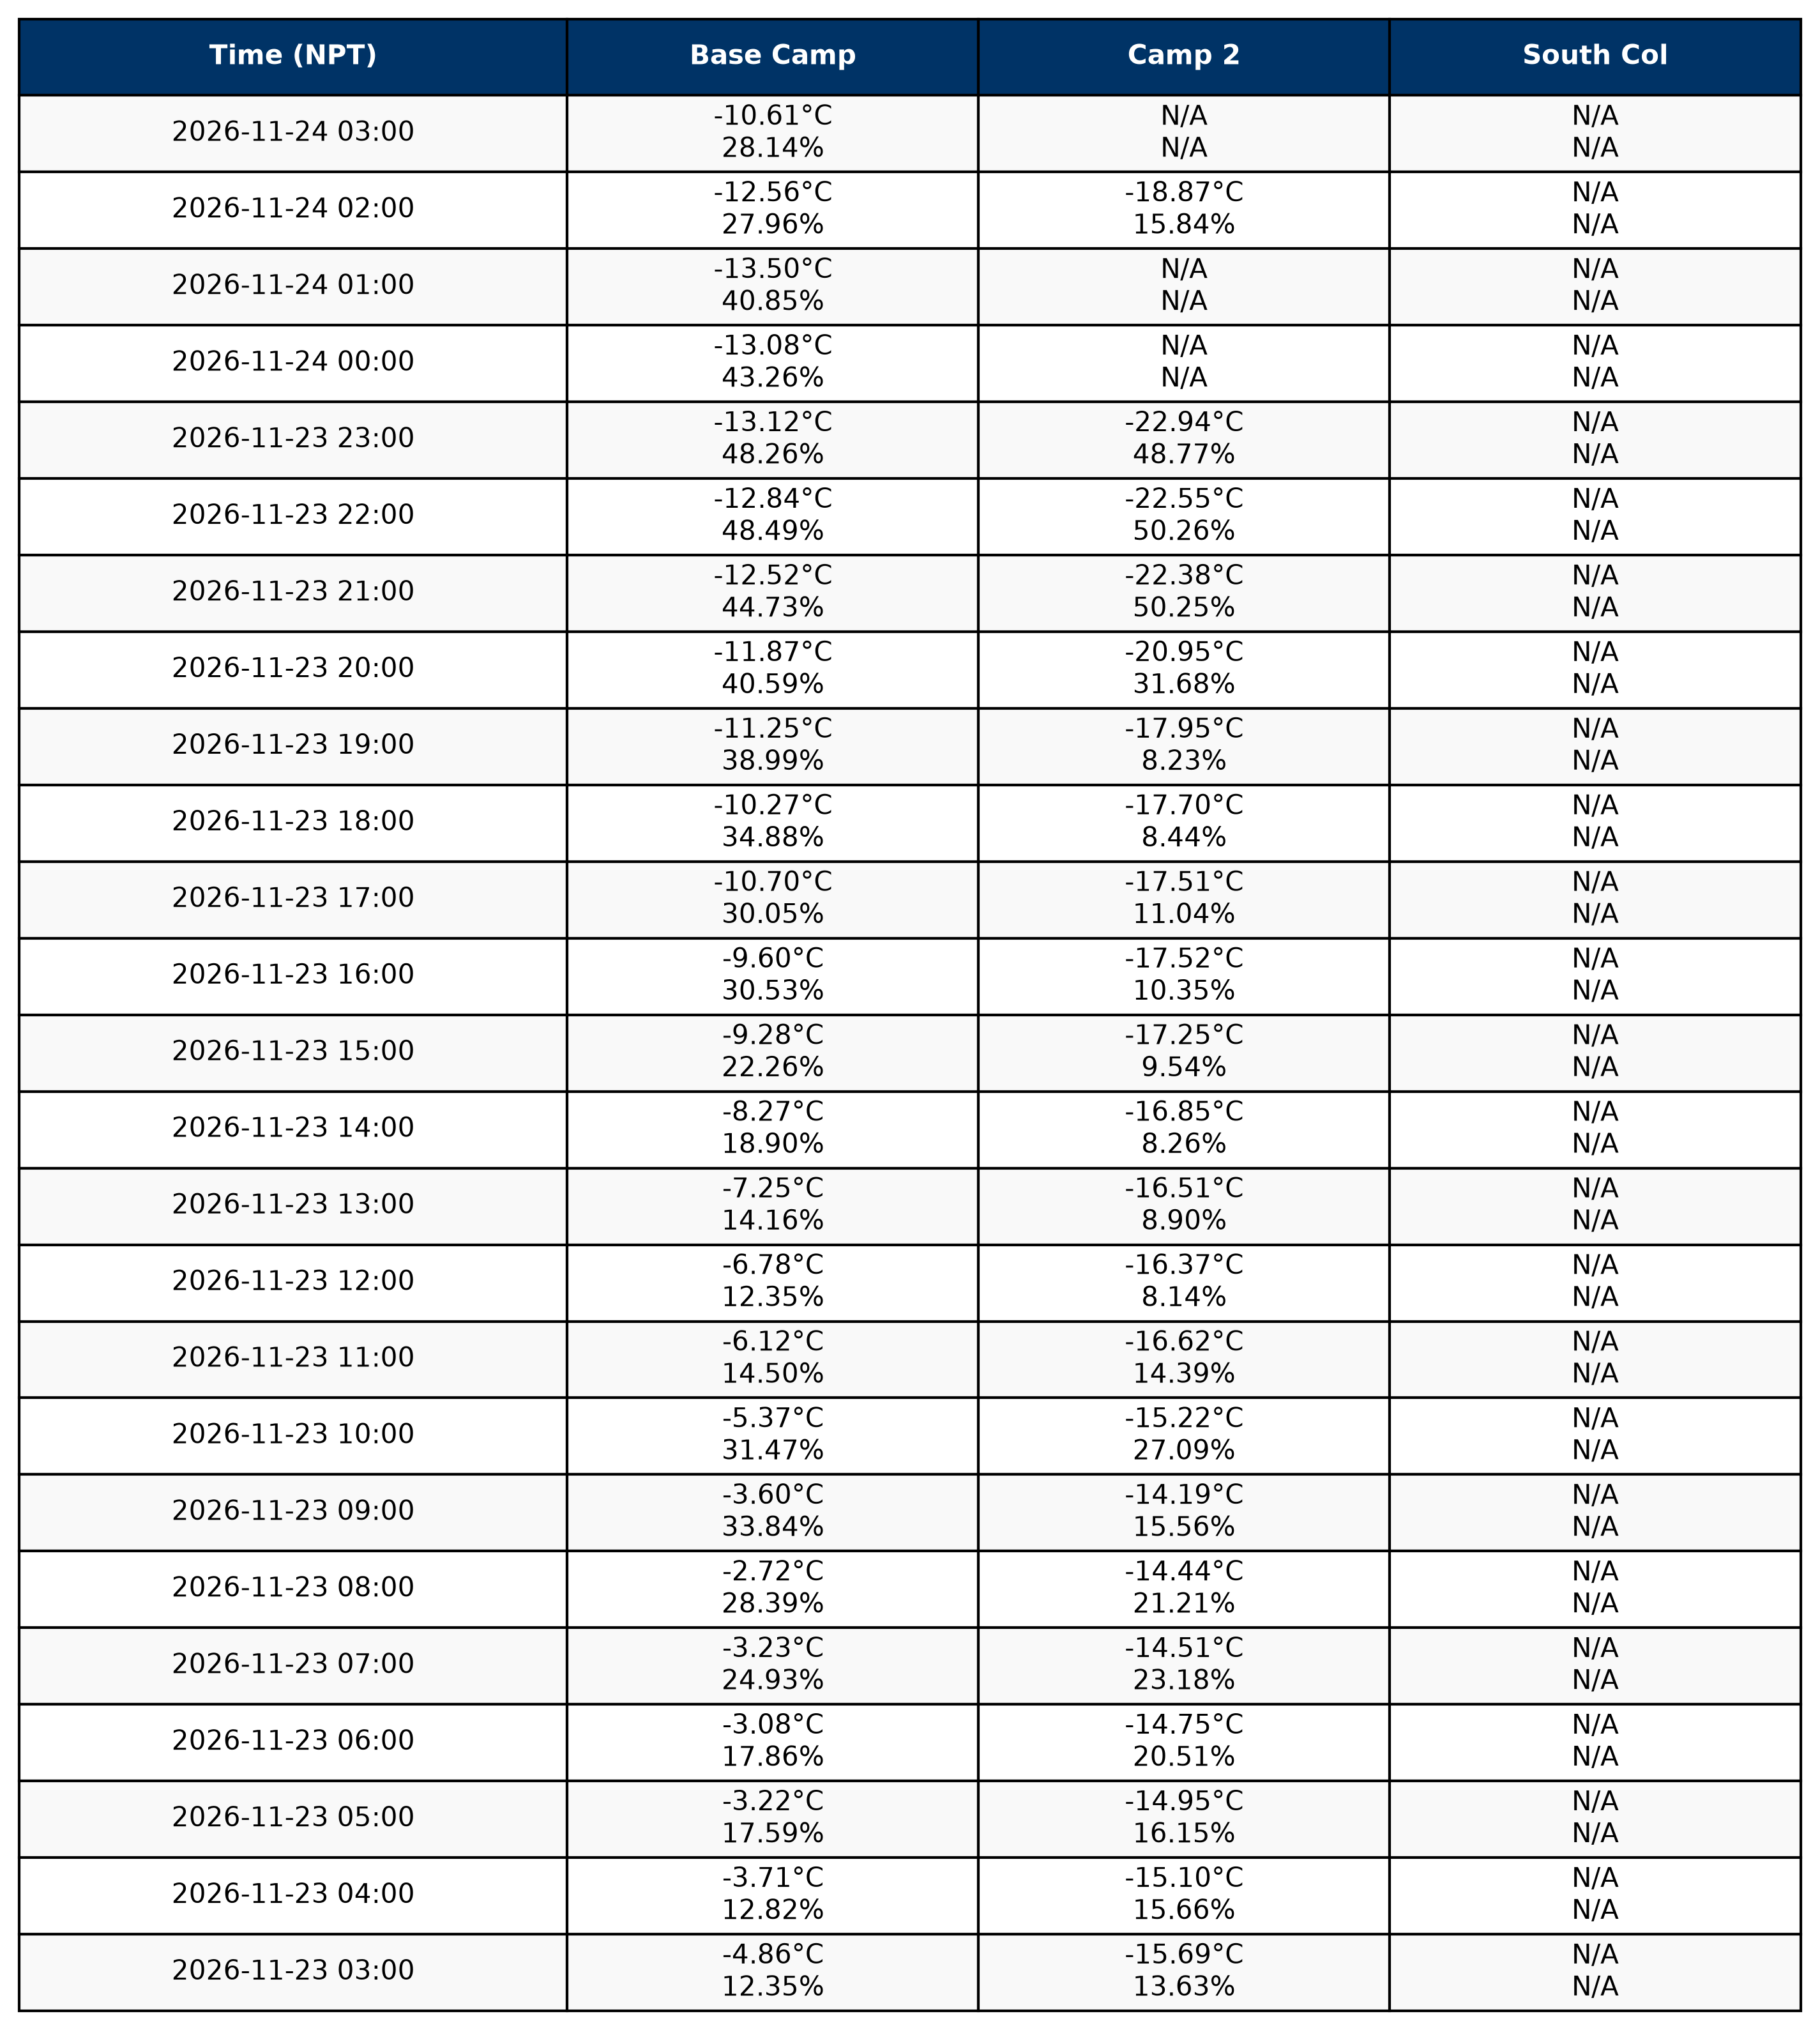 Time (NPT) Base Camp Camp 2 South Col
2026-11-24 03:00 -10.61°C 28.14% N/A N/A N/A N/A
2026-11-24 02:00 -12.56°C 27.96% -18.87°C 15.84% N/A N/A
2026-11-24 01:00 -13.50°C 40.85% N/A N/A N/A N/A
2026-11-24 00:00 -13.08°C 43.26% N/A N/A N/A N/A
2026-11-23 23:00 -13.12°C 48.26% -22.94°C 48.77% N/A N/A
2026-11-23 22:00 -12.84°C 48.49% -22.55°C 50.26% N/A N/A
2026-11-23 21:00 -12.52°C 44.73% -22.38°C 50.25% N/A N/A
2026-11-23 20:00 -11.87°C 40.59% -20.95°C 31.68% N/A N/A
2026-11-23 19:00 -11.25°C 38.99% -17.95°C 8.23% N/A N/A
2026-11-23 18:00 -10.27°C 34.88% -17.70°C 8.44% N/A N/A
2026-11-23 17:00 -10.70°C 30.05% -17.51°C 11.04% N/A N/A
2026-11-23 16:00 -9.60°C 30.53% -17.52°C 10.35% N/A N/A
2026-11-23 15:00 -9.28°C 22.26% -17.25°C 9.54% N/A N/A
2026-11-23 14:00 -8.27°C 18.90% -16.85°C 8.26% N/A N/A
2026-11-23 13:00 -7.25°C 14.16% -16.51°C 8.90% N/A N/A
2026-11-23 12:00 -6.78°C 12.35% -16.37°C 8.14% N/A N/A
2026-11-23 11:00 -6.12°C 14.50% -16.62°C 14.39% N/A N/A
2026-11-23 10:00 -5.37°C 31.47% -15.22°C 27.09% N/A N/A
2026-11-23 09:00 -3.60°C 33.84% -14.19°C 15.56% N/A N/A
2026-11-23 08:00 -2.72°C 28.39% -14.44°C 21.21% N/A N/A
2026-11-23 07:00 -3.23°C 24.93% -14.51°C 23.18% N/A N/A
2026-11-23 06:00 -3.08°C 17.86% -14.75°C 20.51% N/A N/A
2026-11-23 05:00 -3.22°C 17.59% -14.95°C 16.15% N/A N/A
2026-11-23 04:00 -3.71°C 12.82% -15.10°C 15.66% N/A N/A
2026-11-23 03:00 -4.86°C 12.35% -15.69°C 13.63% N/A N/A